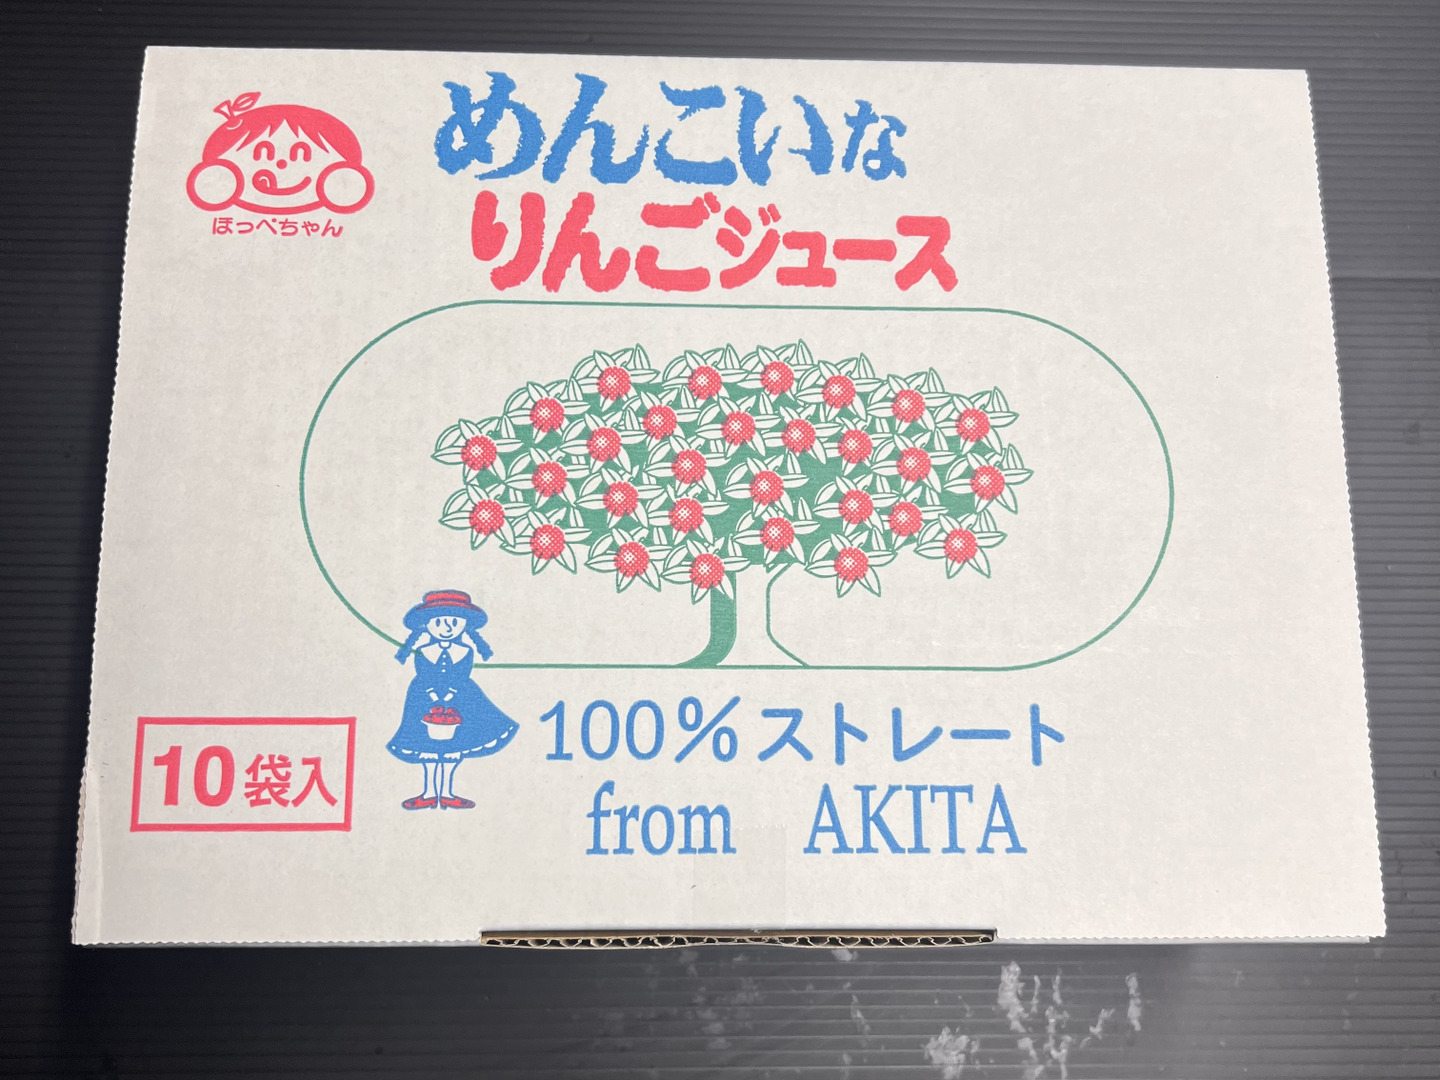 めんこいな
りんごジュース
ほっぺちゃん
10袋入
100%ストレート
from AKITA